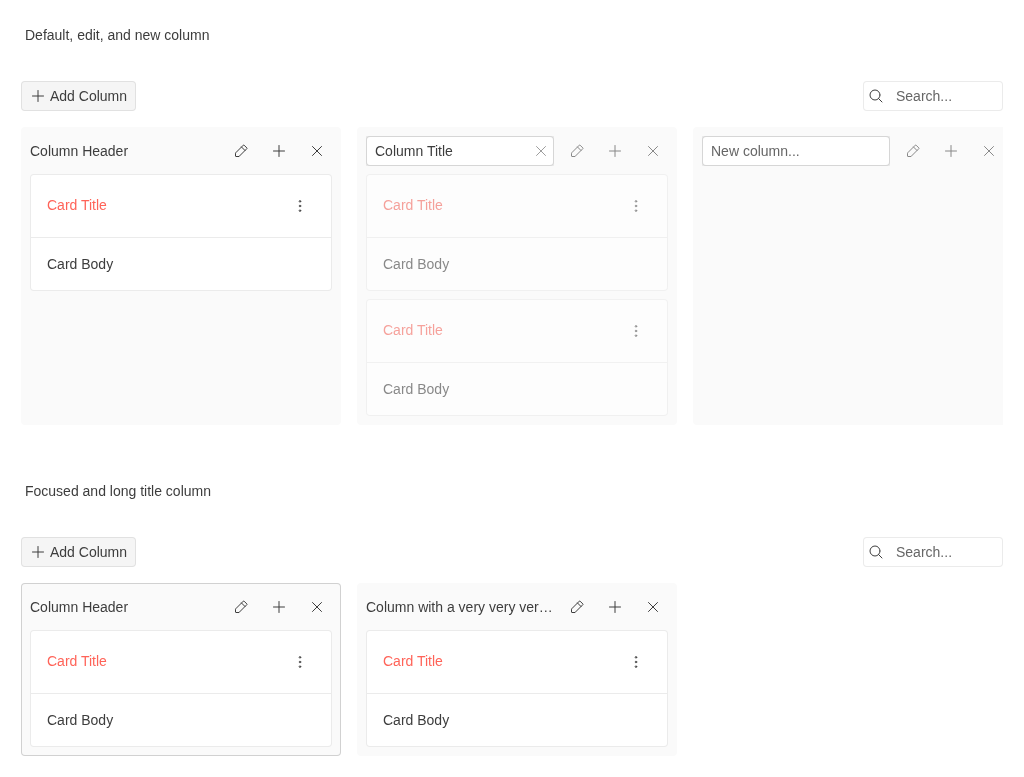 Default, edit, and new column
Add Column
Search...
Column Header
Column Title
New column...
Card Title
Card Title
Card Body
Card Body
Card Title
Card Body
Focused and long title column
Add Column
Search...
Column Header
Column with a very very ver…
Card Title
Card Title
Card Body
Card Body